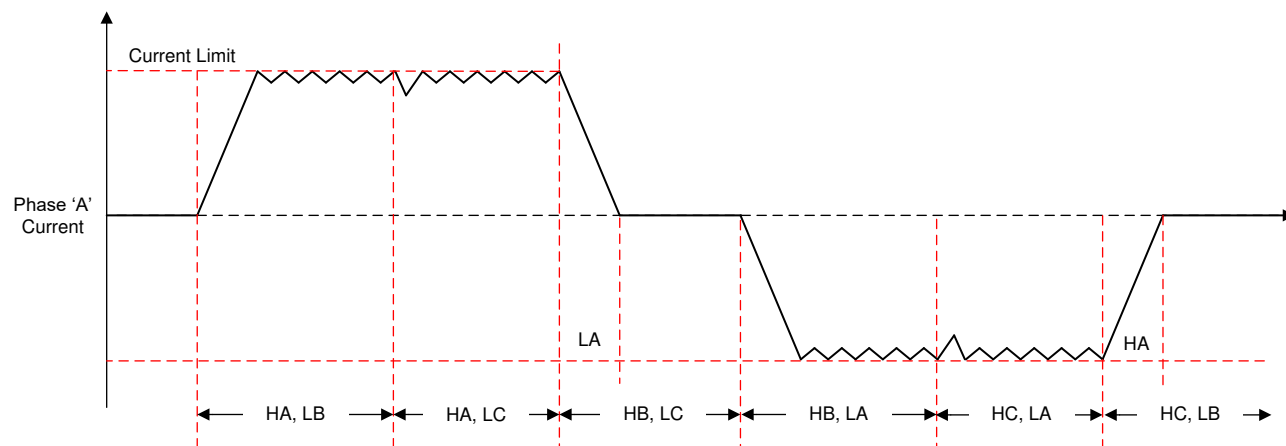 Current Limit
Phase ‘A’
Current
LA
HA
HA, LB
HA, LC
HB, LC
HB, LA
HC, LA
HC, LB